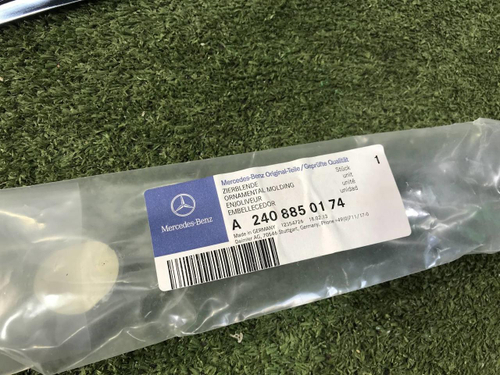 Mercedes-Benz
Mercedes-Benz Original-Teile / Geprüfte Qualität
ZIERBLENDE
ORNAMENTAL MOLDING
ENJOLIVEUR
EMBELLECEDOR
Stück
unit
unité
unidad
1
A 240 885 01 74
Made in GERMANY
Daimler AG, 70546 Stuttgart, Germany, Phone